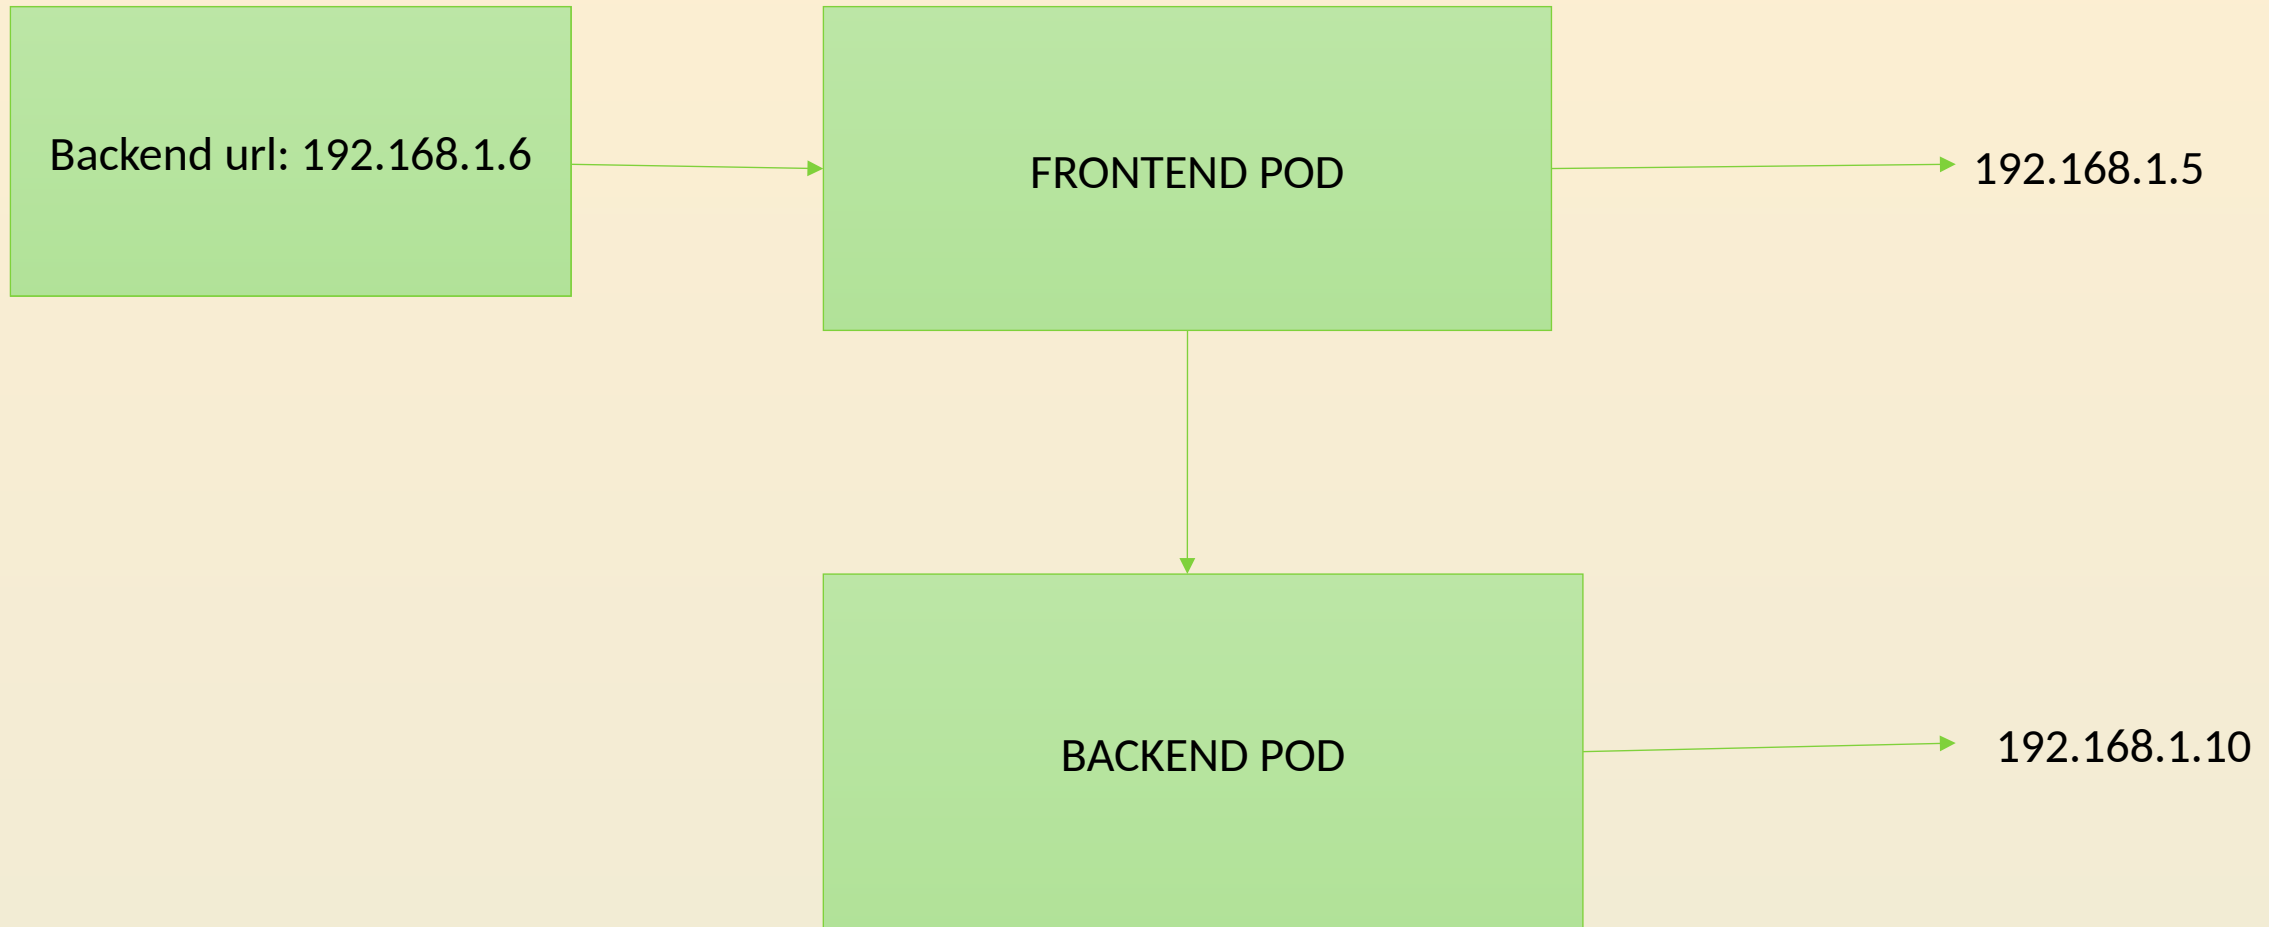 Backend url: 192.168.1.6
FRONTEND POD
192.168.1.5
BACKEND POD
192.168.1.10